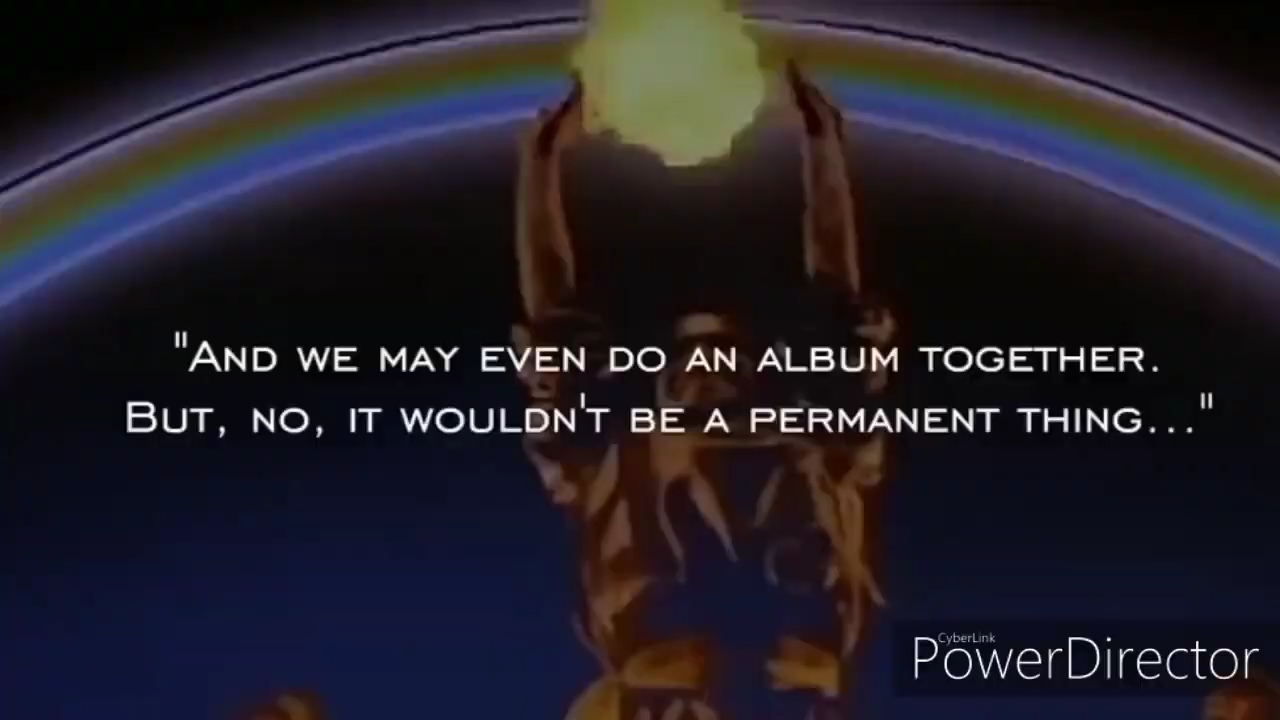 "And we may even do an album together.
But, no, it wouldn't be a permanent thing..."
CyberLink
PowerDirector